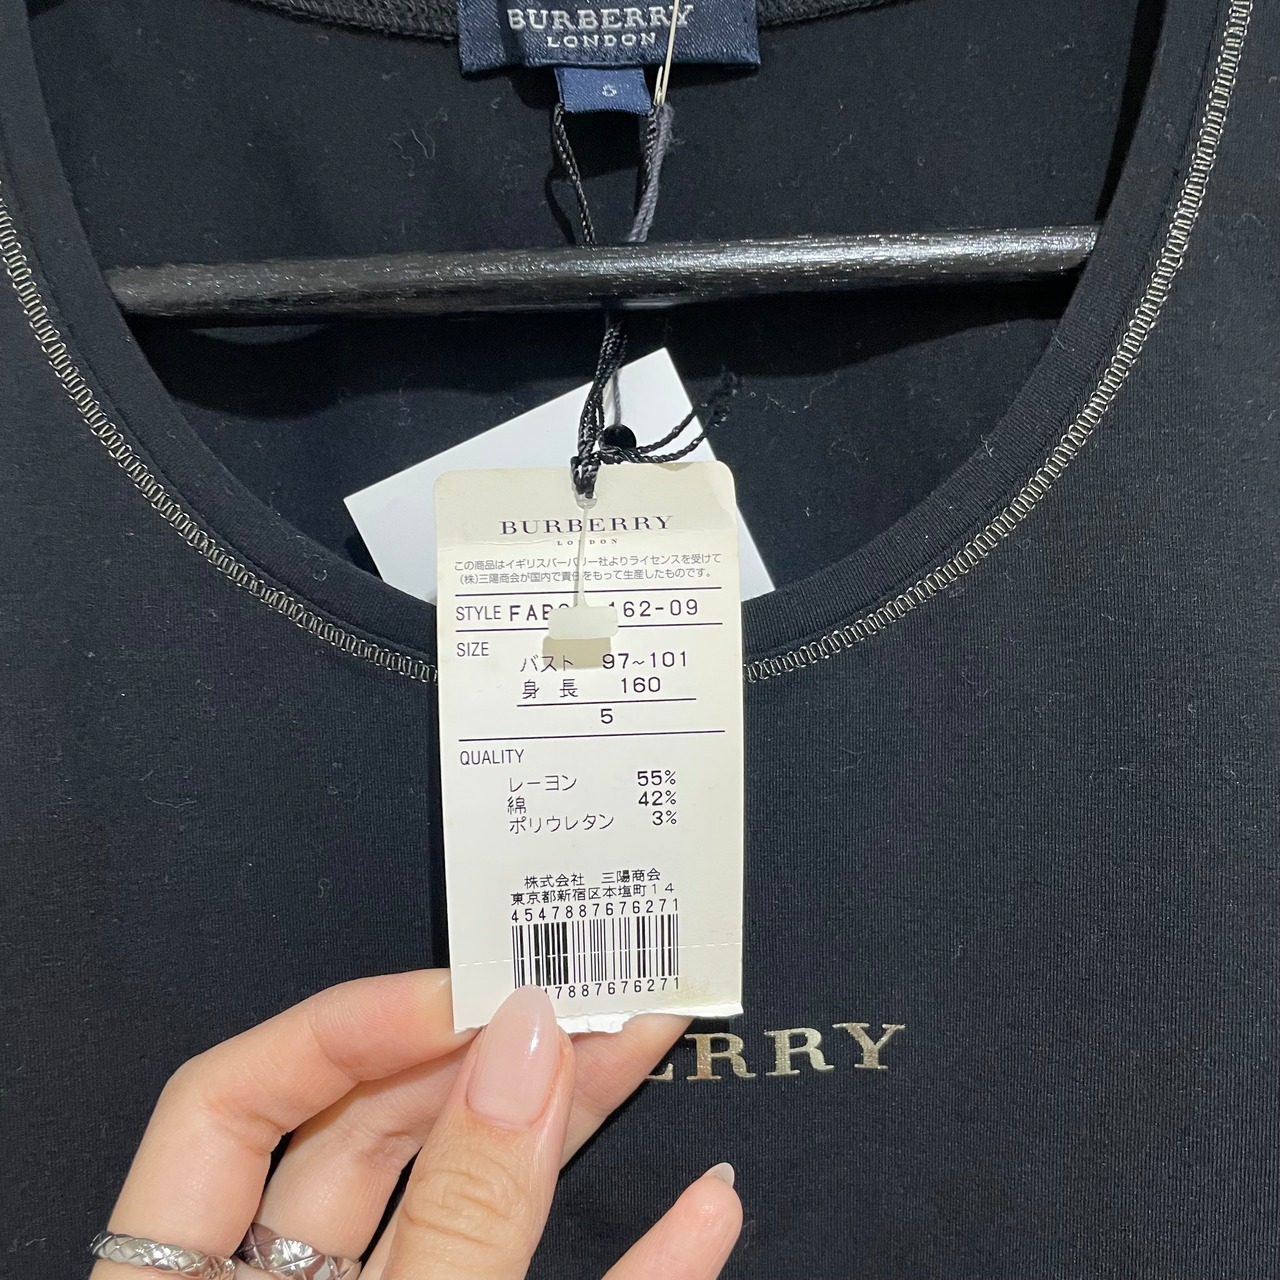 BURBERRY
LONDON
5
BURBERRY
LONDON
この商品はイギリスバーバリー社よりライセンスを受けて
(株)三陽商会が国内で責任をもって生産したものです。
STYLE FAB 162-09
SIZE
バスト 97~101
身長 160
5
QUALITY
レーヨン 55%
綿 42%
ポリウレタン 3%
株式会社 三陽商会
東京都新宿区本塩町14
4547887676271
7887676271
ERRY